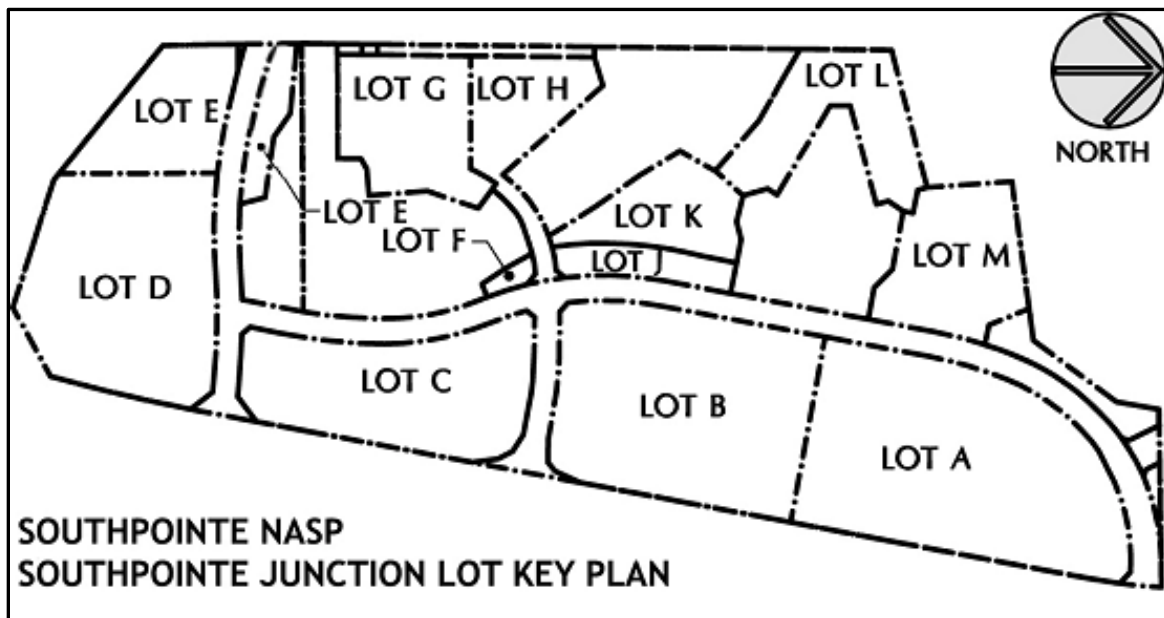 LOT L
LOT G
LOT H
LOT E
NORTH
LOT E
LOT K
LOT F
LOT J
LOT M
LOT D
LOT C
LOT B
LOT A
SOUTHPOINTE NASP
SOUTHPOINTE JUNCTION LOT KEY PLAN